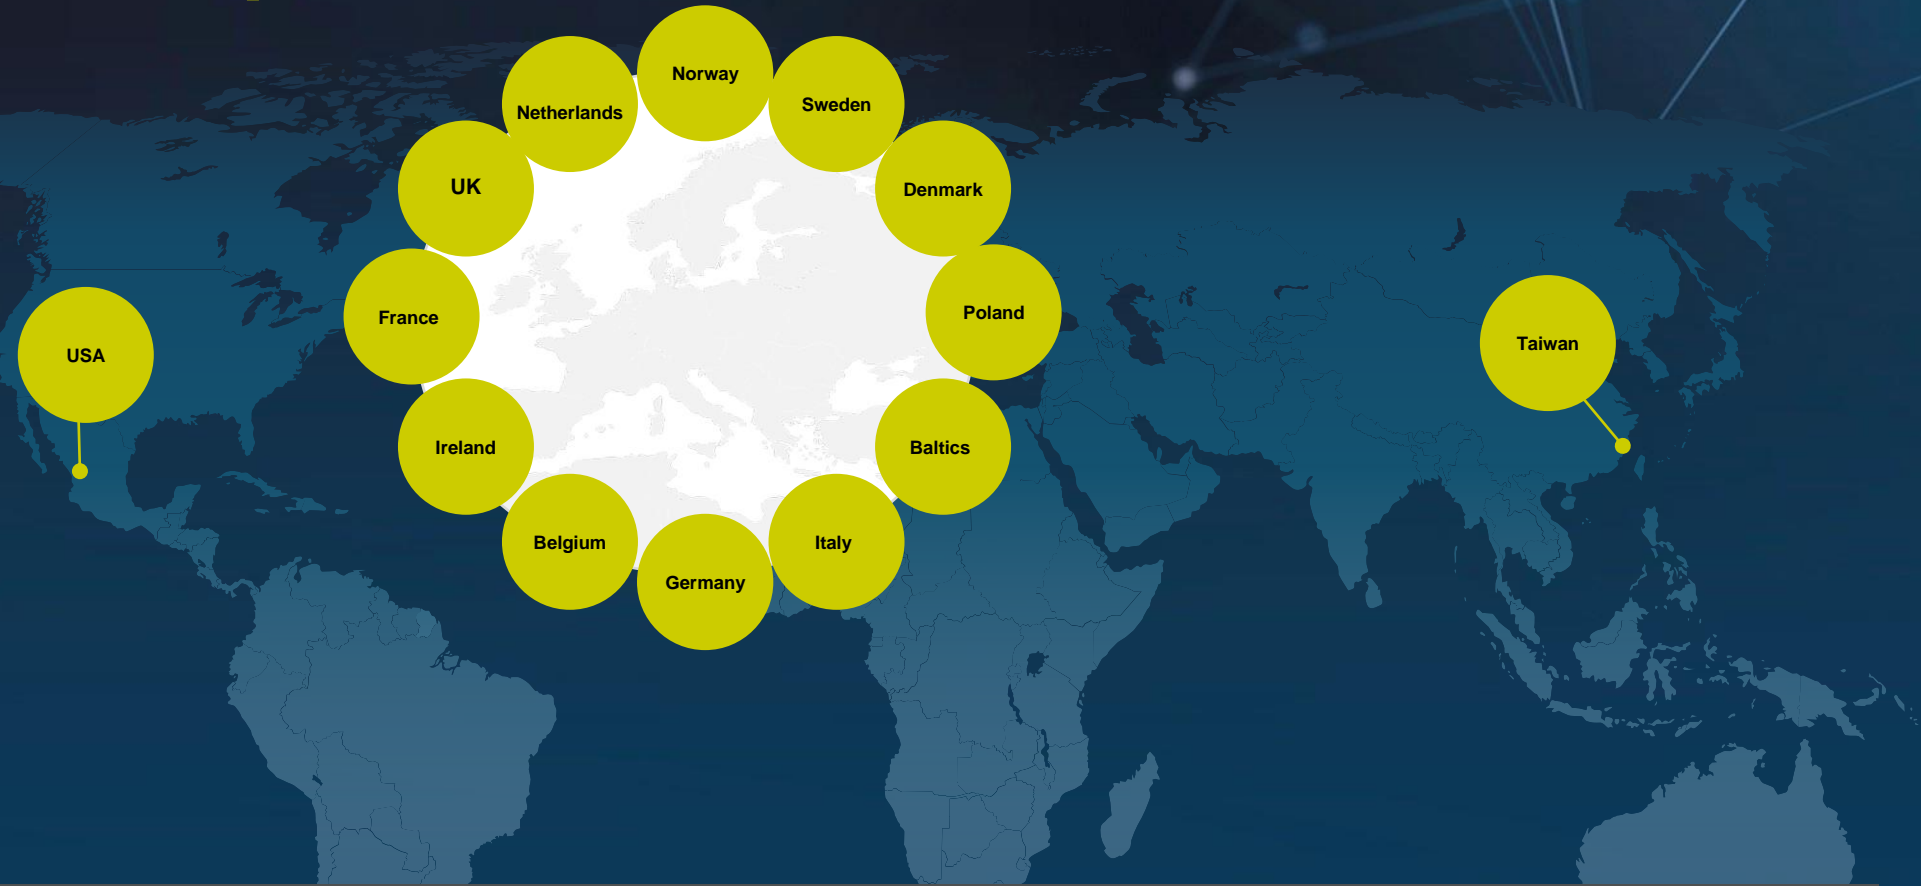 Norway
Netherlands
Sweden
UK
Denmark
France
Poland
USA
Taiwan
Ireland
Baltics
Belgium
Italy
Germany